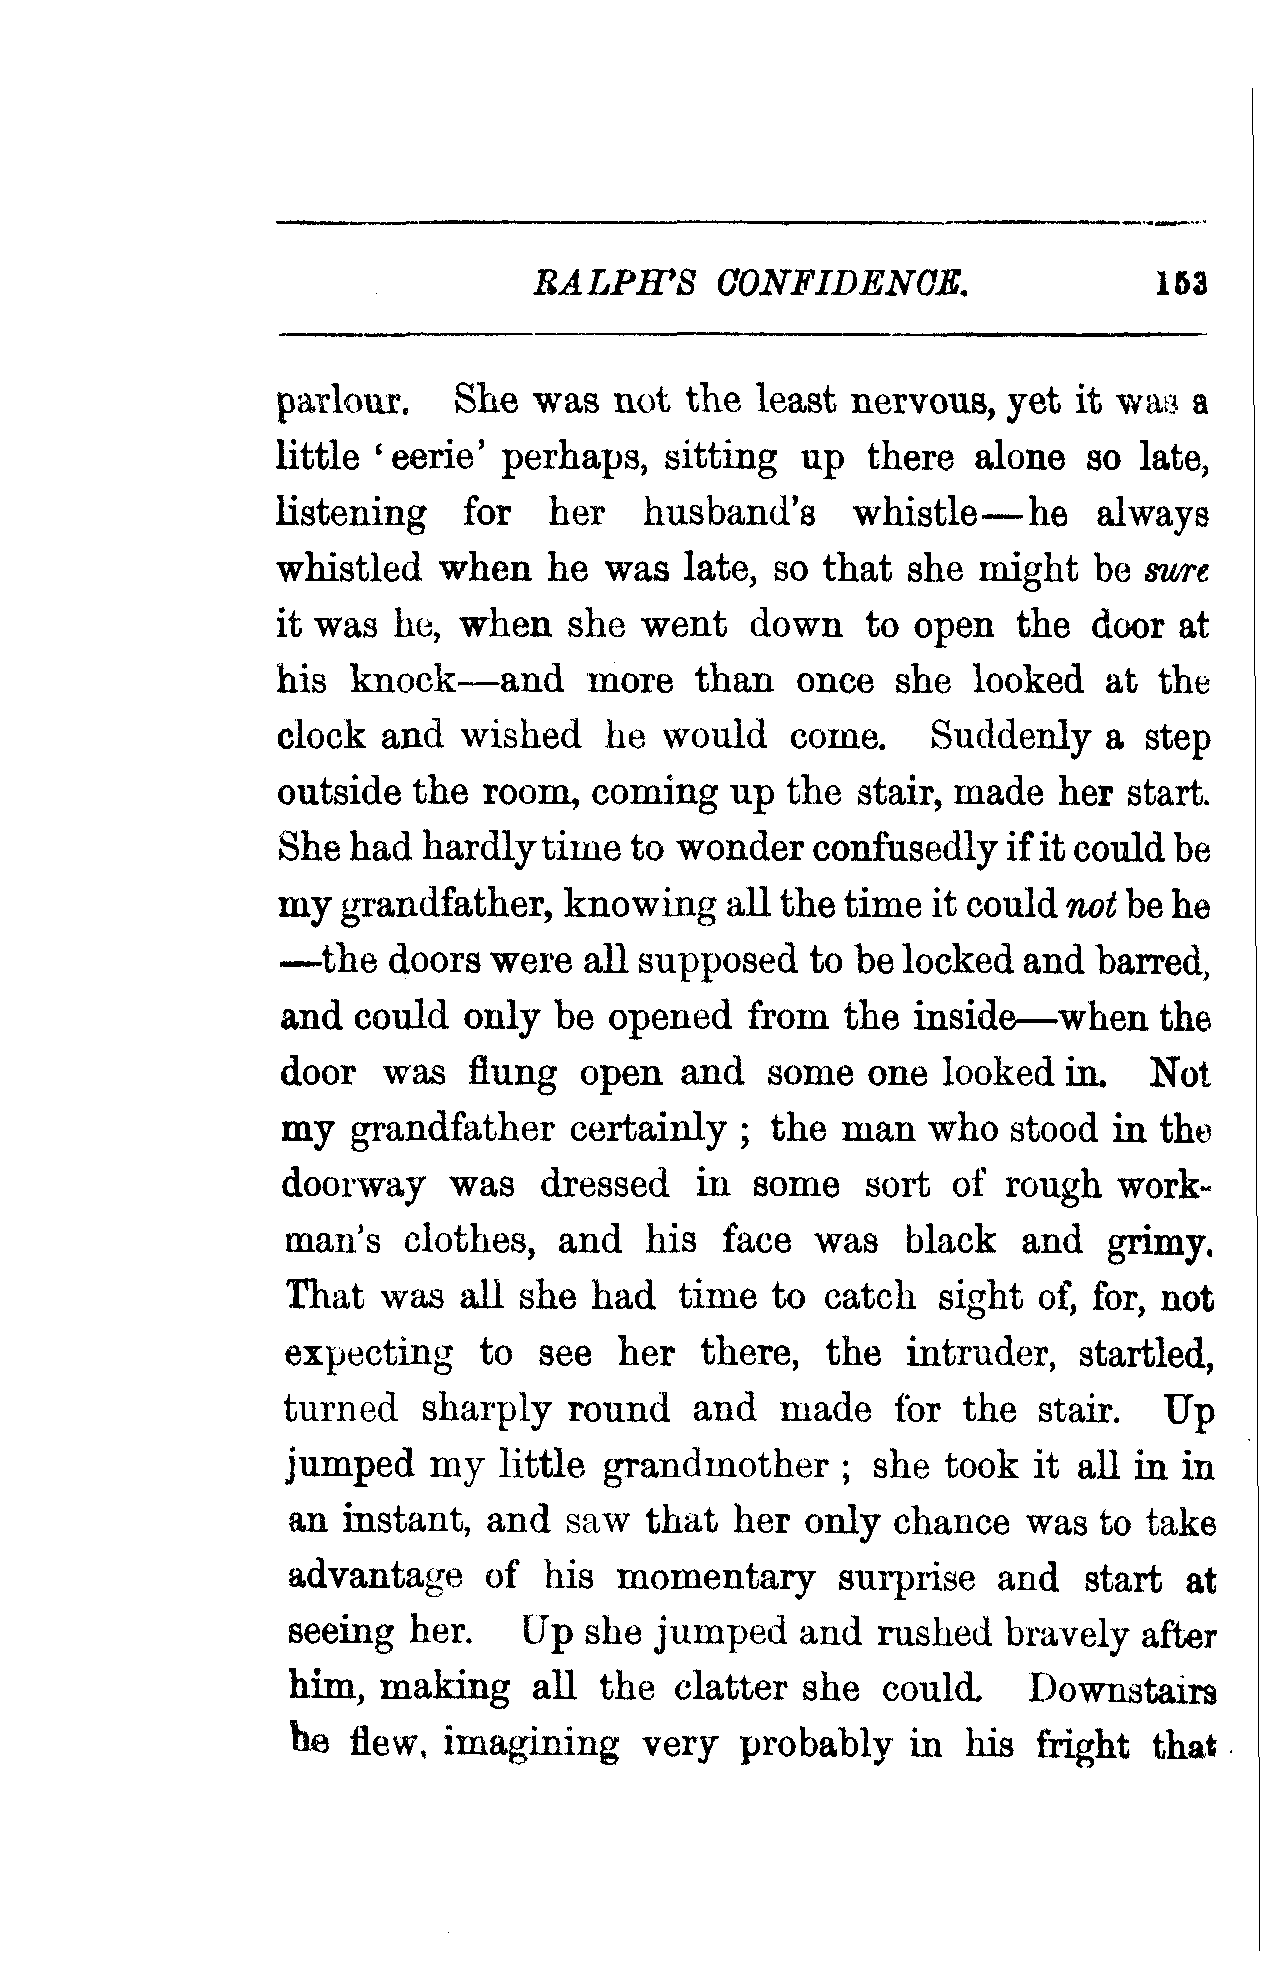 RALPH'S CONFIDENCE. 153
parlour. She was not the least nervous, yet it was a
little 'eerie' perhaps, sitting up there alone so late,
listening for her husband's whistle—he always
whistled when he was late, so that she might be sure
it was he, when she went down to open the door at
his knock—and more than once she looked at the
clock and wished he would come. Suddenly a step
outside the room, coming up the stair, made her start.
She had hardly time to wonder confusedly if it could be
my grandfather, knowing all the time it could not be he
—the doors were all supposed to be locked and barred,
and could only be opened from the inside—when the
door was flung open and some one looked in. Not
my grandfather certainly ; the man who stood in the
doorway was dressed in some sort of rough work-
man's clothes, and his face was black and grimy.
That was all she had time to catch sight of, for, not
expecting to see her there, the intruder, startled,
turned sharply round and made for the stair. Up
jumped my little grandmother ; she took it all in in
an instant, and saw that her only chance was to take
advantage of his momentary surprise and start at
seeing her. Up she jumped and rushed bravely after
him, making all the clatter she could. Downstairs
he flew, imagining very probably in his fright that